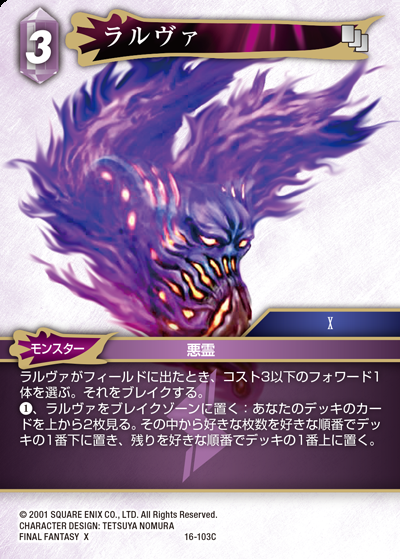 3
ラルヴァ
X
モンスター
悪霊
ラルヴァがフィールドに出たとき、コスト3以下のフォワード1
体を選ぶ。それをブレイクする。
❶、ラルヴァをブレイクゾーンに置く:あなたのデッキのカー
ドを上から2枚見る。その中から好きな枚数を好きな順番でデッ
キの1番下に置き、残りを好きな順番でデッキの1番上に置く。
© 2001 SQUARE ENIX CO., LTD. All Rights Reserved.
CHARACTER DESIGN: TETSUYA NOMURA
FINAL FANTASY X
16-103C